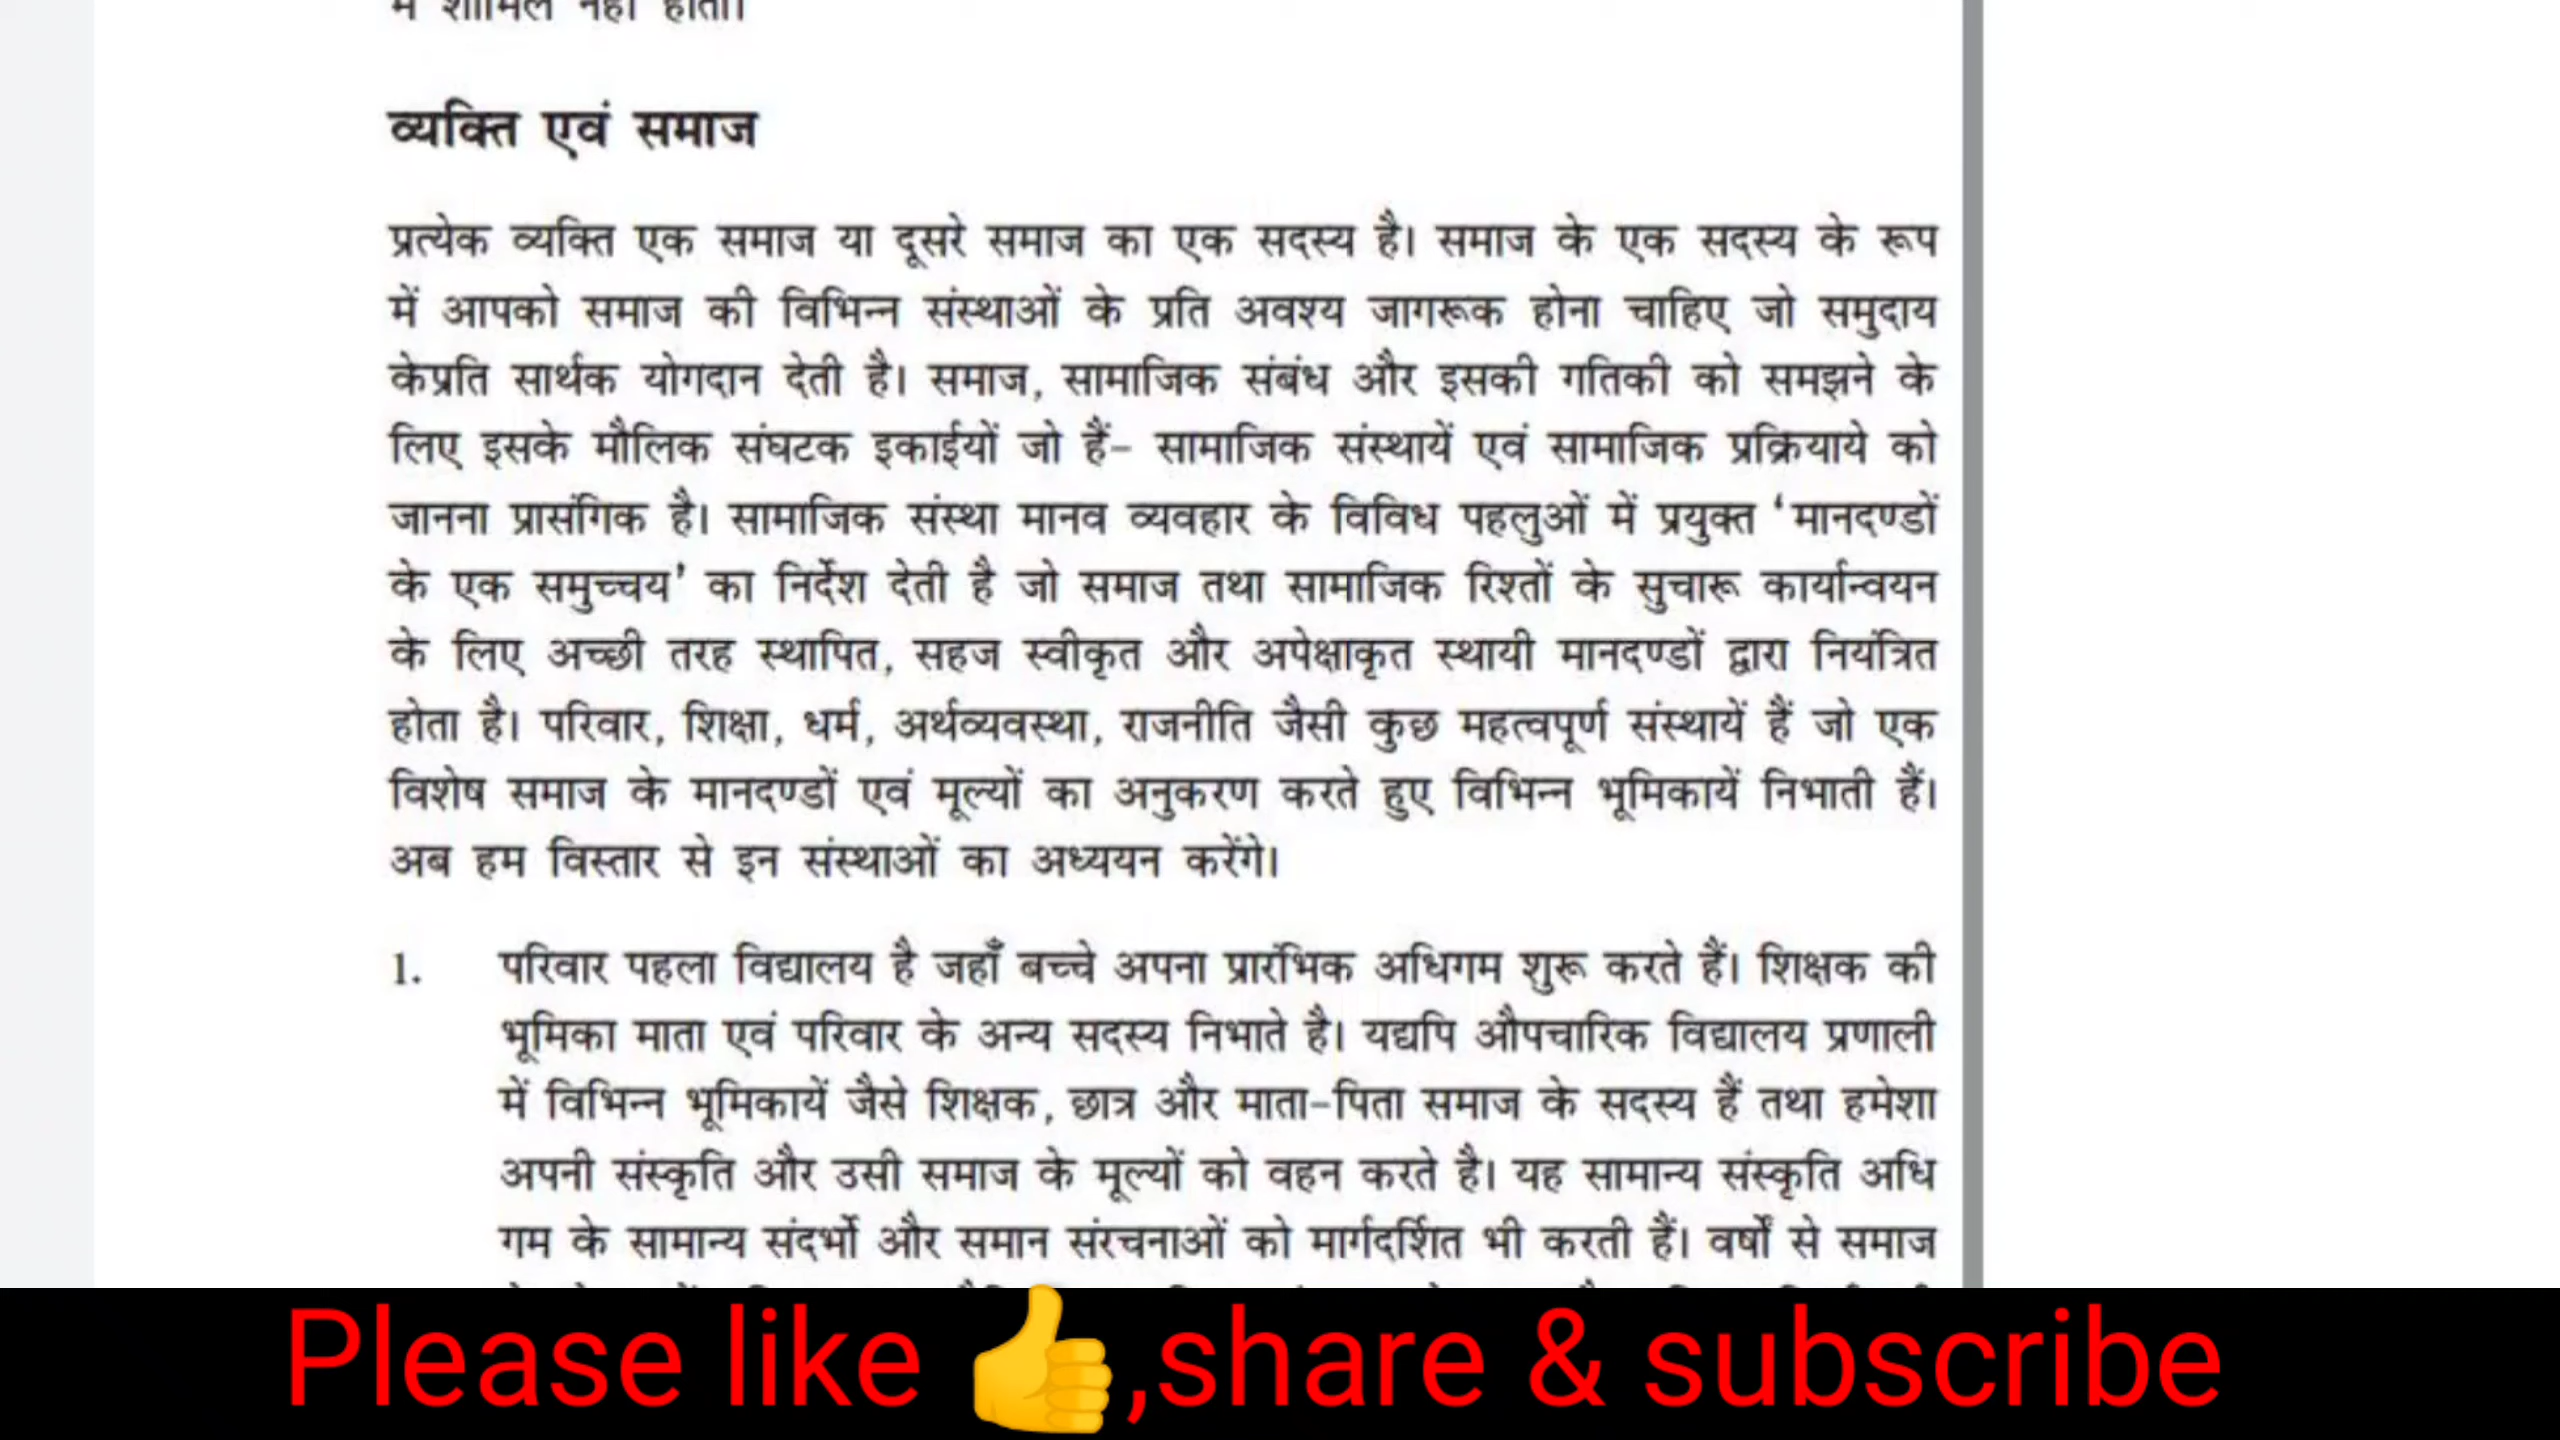 में शामिल नहीं होता।
व्यक्ति एवं समाज
प्रत्येक व्यक्ति एक समाज या दूसरे समाज का एक सदस्य है। समाज के एक सदस्य के रूप
में आपको समाज की विभिन्न संस्थाओं के प्रति अवश्य जागरूक होना चाहिए जो समुदाय
केप्रति सार्थक योगदान देती है। समाज, सामाजिक संबंध और इसकी गतिकी को समझने के
लिए इसके मौलिक संघटक इकाईयों जो हैं– सामाजिक संस्थायें एवं सामाजिक प्रक्रियाये को
जानना प्रासंगिक है। सामाजिक संस्था मानव व्यवहार के विविध पहलुओं में प्रयुक्त ‘मानदण्डों
के एक समुच्चय’ का निर्देश देती है जो समाज तथा सामाजिक रिश्तों के सुचारू कार्यान्वयन
के लिए अच्छी तरह स्थापित, सहज स्वीकृत और अपेक्षाकृत स्थायी मानदण्डों द्वारा नियंत्रित
होता है। परिवार, शिक्षा, धर्म, अर्थव्यवस्था, राजनीति जैसी कुछ महत्वपूर्ण संस्थायें हैं जो एक
विशेष समाज के मानदण्डों एवं मूल्यों का अनुकरण करते हुए विभिन्न भूमिकायें निभाती हैं।
अब हम विस्तार से इन संस्थाओं का अध्ययन करेंगे।
1. परिवार पहला विद्यालय है जहाँ बच्चे अपना प्रारंभिक अधिगम शुरू करते हैं। शिक्षक की
भूमिका माता एवं परिवार के अन्य सदस्य निभाते है। यद्यपि औपचारिक विद्यालय प्रणाली
में विभिन्न भूमिकायें जैसे शिक्षक, छात्र और माता–पिता समाज के सदस्य हैं तथा हमेशा
अपनी संस्कृति और उसी समाज के मूल्यों को वहन करते है। यह सामान्य संस्कृति अधि
गम के सामान्य संदर्भो और समान संरचनाओं को मार्गदर्शित भी करती हैं। वर्षों से समाज
Please like 👍,share & subscribe